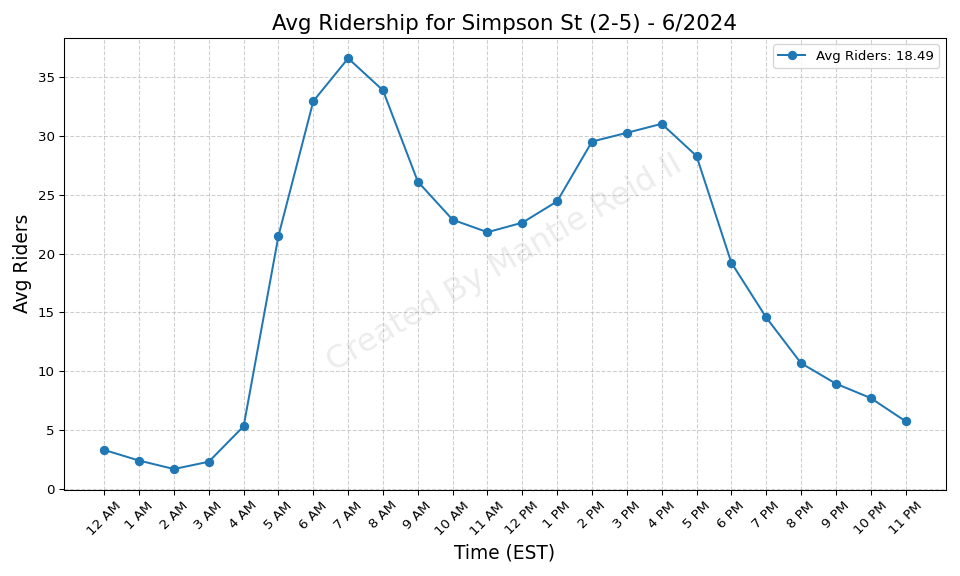 Avg Ridership for Simpson St (2-5) - 6/2024
Avg Riders: 18.49
Avg Riders
35
30
25
20
15
10
5
0
Created By Mantie Reid II
12 AM
1 AM
2 AM
3 AM
4 AM
5 AM
6 AM
7 AM
8 AM
9 AM
10 AM
11 AM
12 PM
1 PM
2 PM
3 PM
4 PM
5 PM
6 PM
7 PM
8 PM
9 PM
10 PM
11 PM
Time (EST)